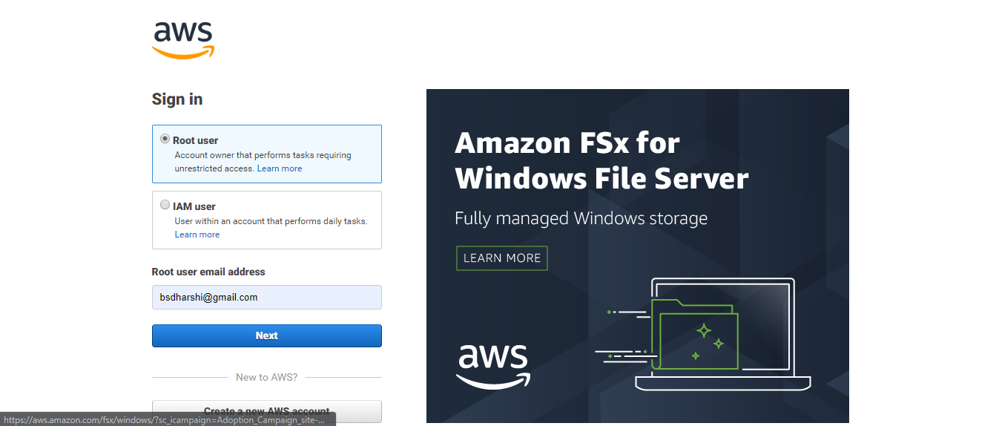 aws
Sign in
Root user
Account owner that performs tasks requiring
unrestricted access. Learn more
IAM user
User within an account that performs daily tasks.
Learn more
Root user email address
bsdharshi@gmail.com
Next
New to AWS?
Create a new AWS account
https://aws.amazon.com/fsx/windows/?sc_icampaign=Adoption_Campaign_site-...
Amazon FSx for
Windows File Server
Fully managed Windows storage
LEARN MORE
aws